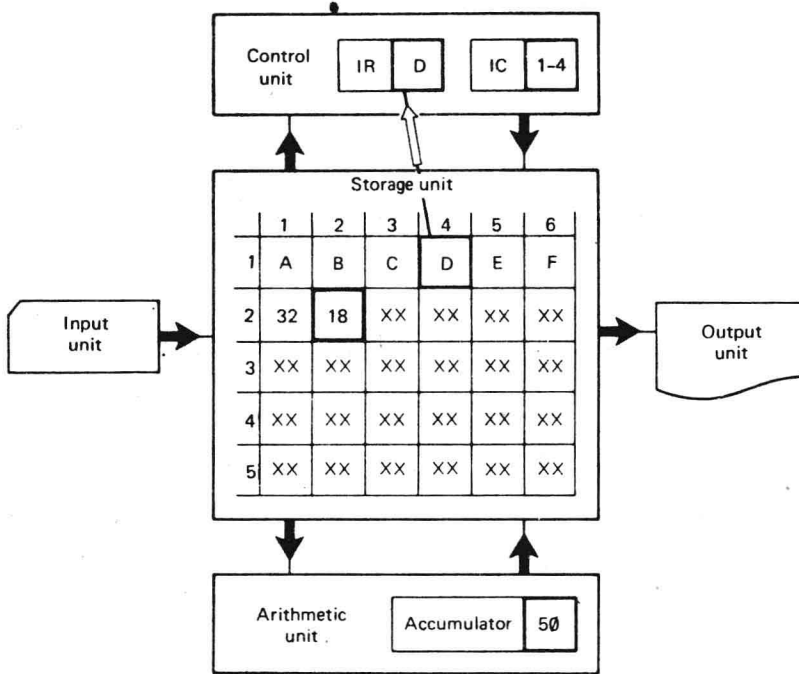 Control unit
IR D
IC 1-4
Storage unit
1 2 3 4 5 6
1 A B C D E F
2 32 18 XX XX XX XX
3 XX XX XX XX XX XX
4 XX XX XX XX XX XX
5 XX XX XX XX XX XX
Input unit
Output unit
Arithmetic unit
Accumulator 50